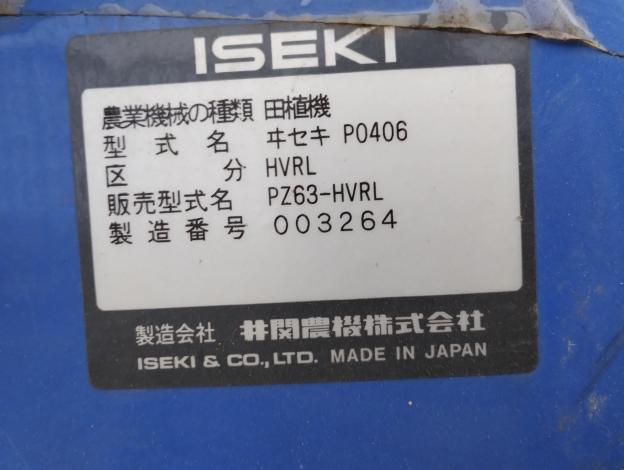 ISEKI
農業機械の種類 田植機
型式名 ヰセキ P0406
区分 HVRL
販売型式名 PZ63-HVRL
製造番号 003264
製造会社 井関農機株式会社
ISEKI & CO., LTD. MADE IN JAPAN